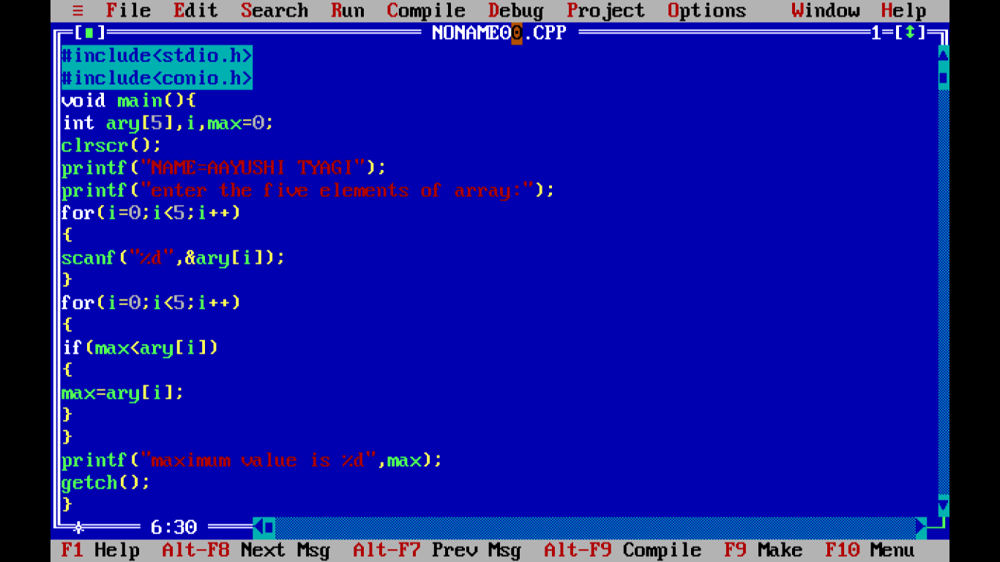 ≡ File Edit Search Run Compile Debug Project Options Window Help
[■] NONAME00.CPP 1=[↕]
#include<stdio.h>
#include<conio.h>
void main(){
int ary[5],i,max=0;
clrscr();
printf("NAME=AAYUSHI TYAGI");
printf("enter the five elements of array:");
for(i=0;i<5;i++)
{
scanf("%d",&ary[i]);
}
for(i=0;i<5;i++)
{
if(max<ary[i])
{
max=ary[i];
}
}
printf("maximum value is %d",max);
getch();
}
6:30
F1 Help Alt-F8 Next Msg Alt-F7 Prev Msg Alt-F9 Compile F9 Make F10 Menu